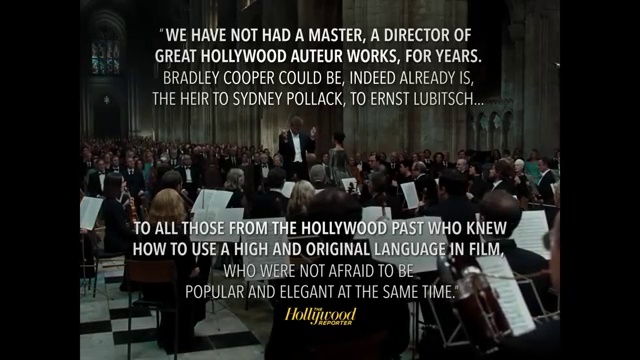 “WE HAVE NOT HAD A MASTER, A DIRECTOR OF
GREAT HOLLYWOOD AUTEUR WORKS, FOR YEARS.
BRADLEY COOPER COULD BE, INDEED ALREADY IS,
THE HEIR TO SYDNEY POLLACK, TO ERNST LUBITSCH...
TO ALL THOSE FROM THE HOLLYWOOD PAST WHO KNEW
HOW TO USE A HIGH AND ORIGINAL LANGUAGE IN FILM,
WHO WERE NOT AFRAID TO BE
POPULAR AND ELEGANT AT THE SAME TIME.”
THE
Hollywood
REPORTER